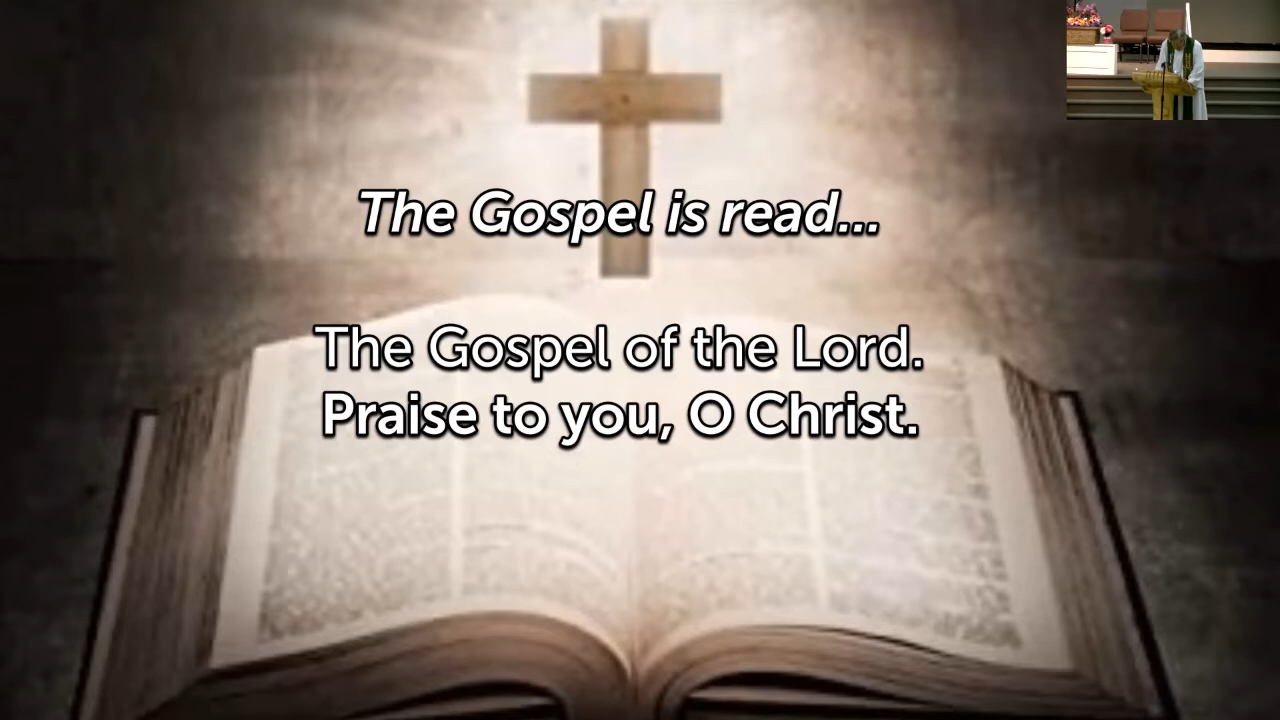 The Gospel is read...
The Gospel of the Lord.
Praise to you, O Christ.